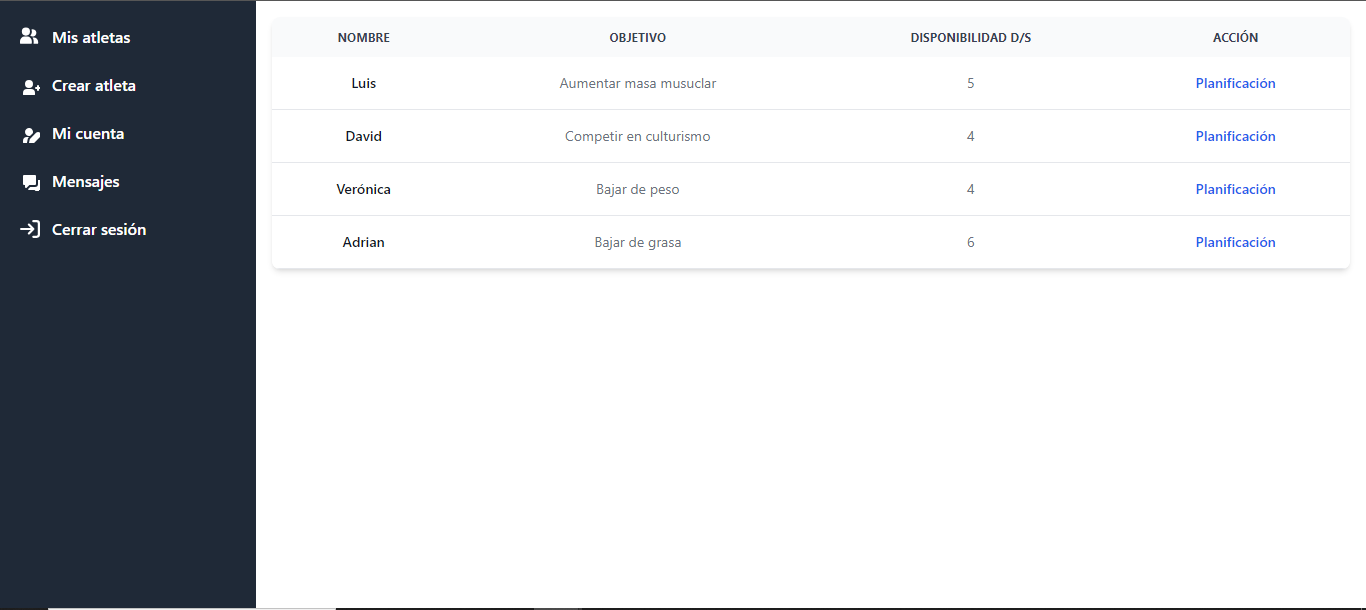 Mis atletas
Crear atleta
Mi cuenta
Mensajes
Cerrar sesión
NOMBRE OBJETIVO DISPONIBILIDAD D/S ACCIÓN
Luis Aumentar masa musuclar 5 Planificación
David Competir en culturismo 4 Planificación
Verónica Bajar de peso 4 Planificación
Adrian Bajar de grasa 6 Planificación